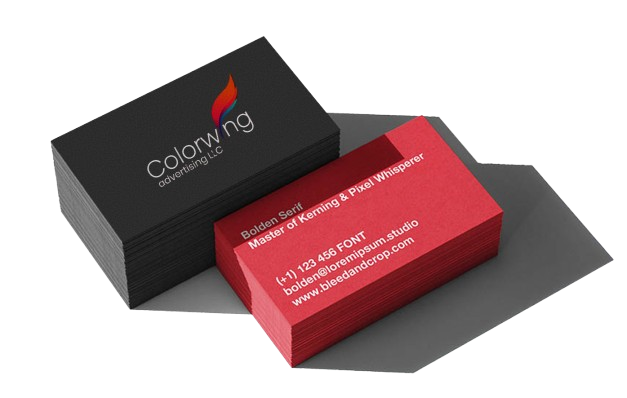 Colorwing
advertising LLC
Bolden Serif
Master of Kerning & Pixel Whisperer
(+1) 123 456 FONT
bolden@loremipsum.studio
www.bleedandcrop.com